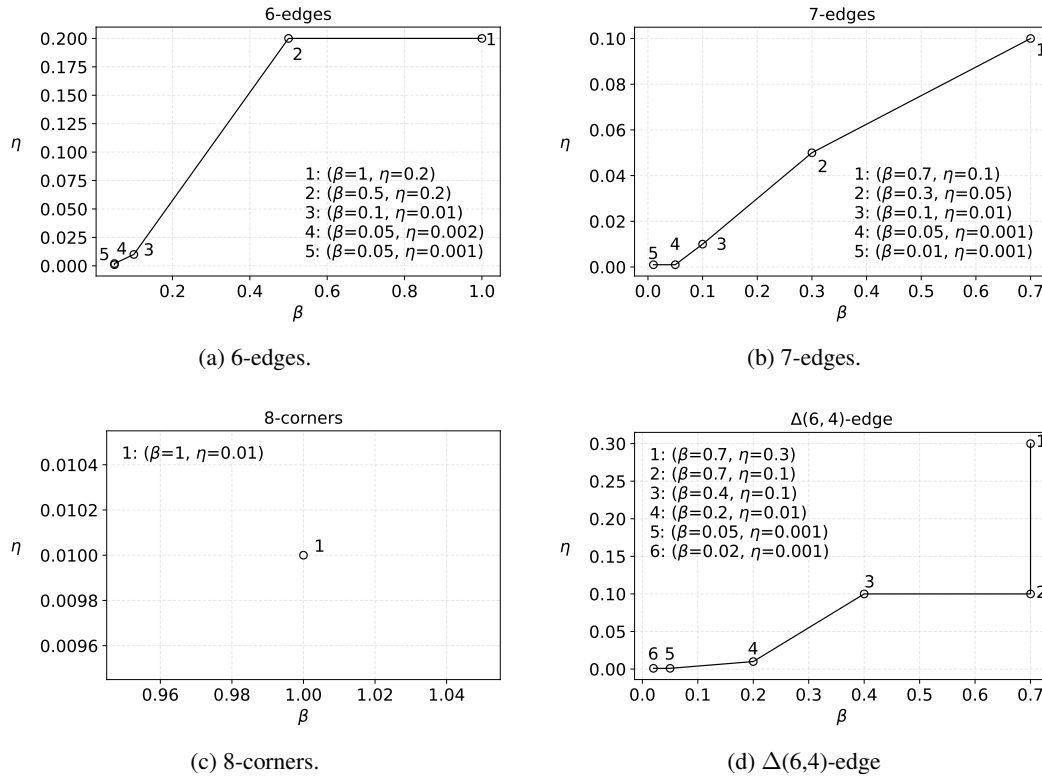 6-edges
0.200
0.175
0.150
0.125
0.100
0.075
0.050
0.025
0.000
η
1
2
3
4
5
1: (β=1, η=0.2)
2: (β=0.5, η=0.2)
3: (β=0.1, η=0.01)
4: (β=0.05, η=0.002)
5: (β=0.05, η=0.001)
0.2 0.4 0.6 0.8 1.0
β
(a) 6-edges.
7-edges
0.10
0.08
0.06
0.04
0.02
0.00
η
1
2
3
4
5
1: (β=0.7, η=0.1)
2: (β=0.3, η=0.05)
3: (β=0.1, η=0.01)
4: (β=0.05, η=0.001)
5: (β=0.01, η=0.001)
0.0 0.1 0.2 0.3 0.4 0.5 0.6 0.7
β
(b) 7-edges.
8-corners
1: (β=1, η=0.01)
0.0104
0.0102
0.0100
0.0098
0.0096
η
1
0.96 0.98 1.00 1.02 1.04
β
(c) 8-corners.
Δ(6, 4)-edge
0.30
0.25
0.20
0.15
0.10
0.05
0.00
η
1: (β=0.7, η=0.3)
2: (β=0.7, η=0.1)
3: (β=0.4, η=0.1)
4: (β=0.2, η=0.01)
5: (β=0.05, η=0.001)
6: (β=0.02, η=0.001)
1
2
3
4
5
6
0.0 0.1 0.2 0.3 0.4 0.5 0.6 0.7
β
(d) Δ(6,4)-edge